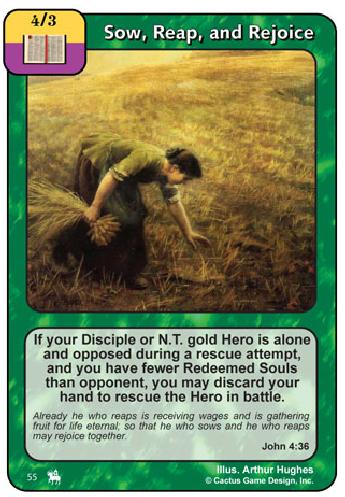 4/3
Sow, Reap, and Rejoice
If your Disciple or N.T. gold Hero is alone
and opposed during a rescue attempt,
and you have fewer Redeemed Souls
than opponent, you may discard your
hand to rescue the Hero in battle.
Already he who reaps is receiving wages and is gathering
fruit for life eternal; so that he who sows and he who reaps
may rejoice together.
John 4:36
Illus. Arthur Hughes
55
© Cactus Game Design, Inc.